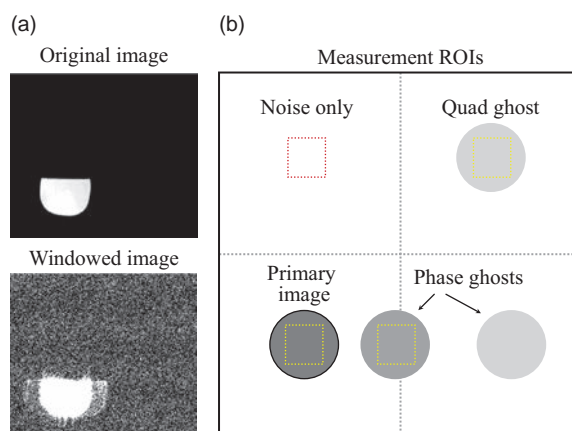 (a)
Original image
Windowed image
(b)
Measurement ROIs
Noise only
Quad ghost
Primary
image
Phase ghosts